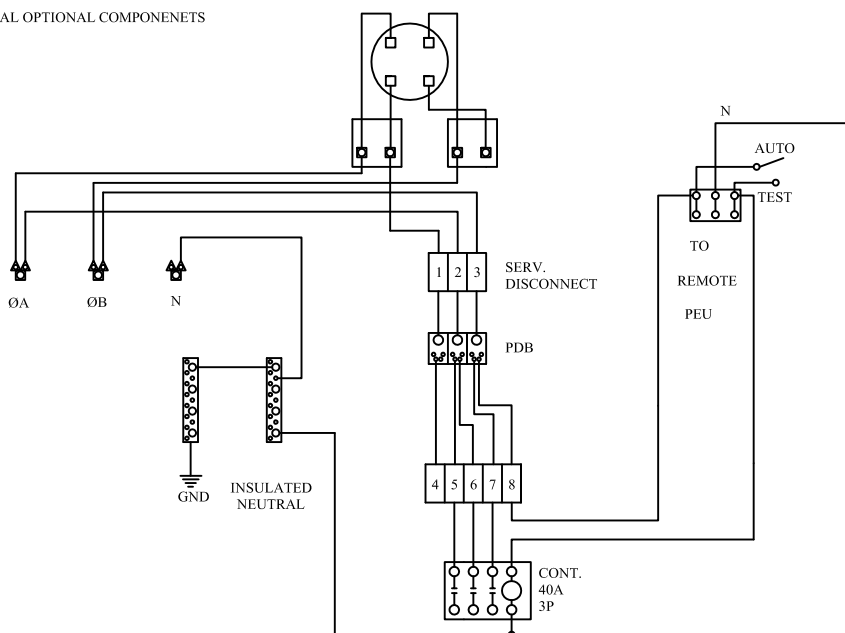 AL OPTIONAL COMPONENETS
N
AUTO
TEST
TO
REMOTE
PEU
1 2 3
SERV.
DISCONNECT
ØA
ØB
N
PDB
4 5 6 7 8
GND
INSULATED
NEUTRAL
CONT.
40A
3P